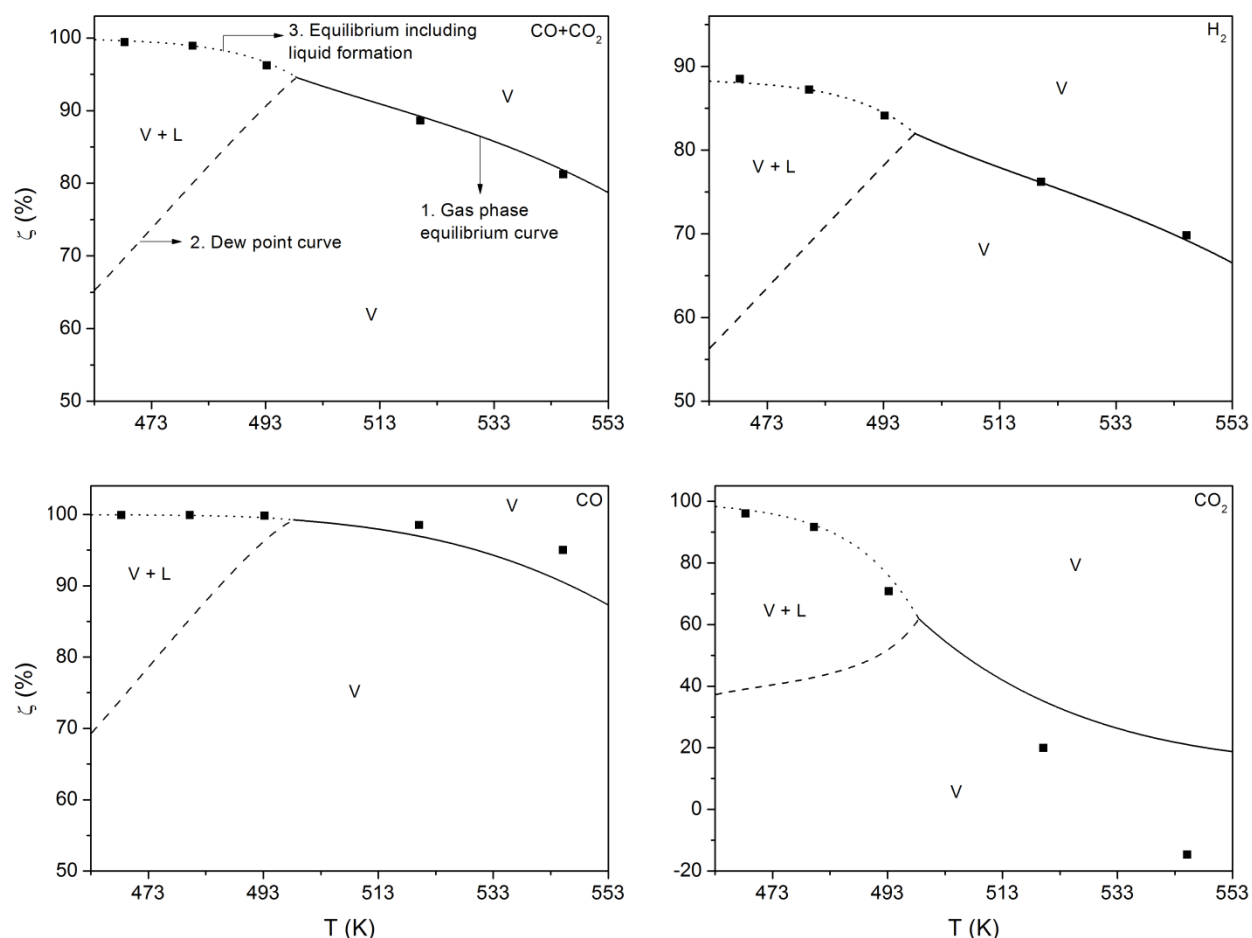 CO+CO2
3. Equilibrium including
liquid formation
V
V + L
1. Gas phase
equilibrium curve
2. Dew point curve
V
ζ (%)
100
90
80
70
60
50
473
493
513
533
553
H2
V
V + L
V
90
80
70
60
50
473
493
513
533
553
CO
V
V + L
V
ζ (%)
100
90
80
70
60
50
473
493
513
533
553
T (K)
CO2
V
V + L
V
100
80
60
40
20
0
-20
473
493
513
533
553
T (K)